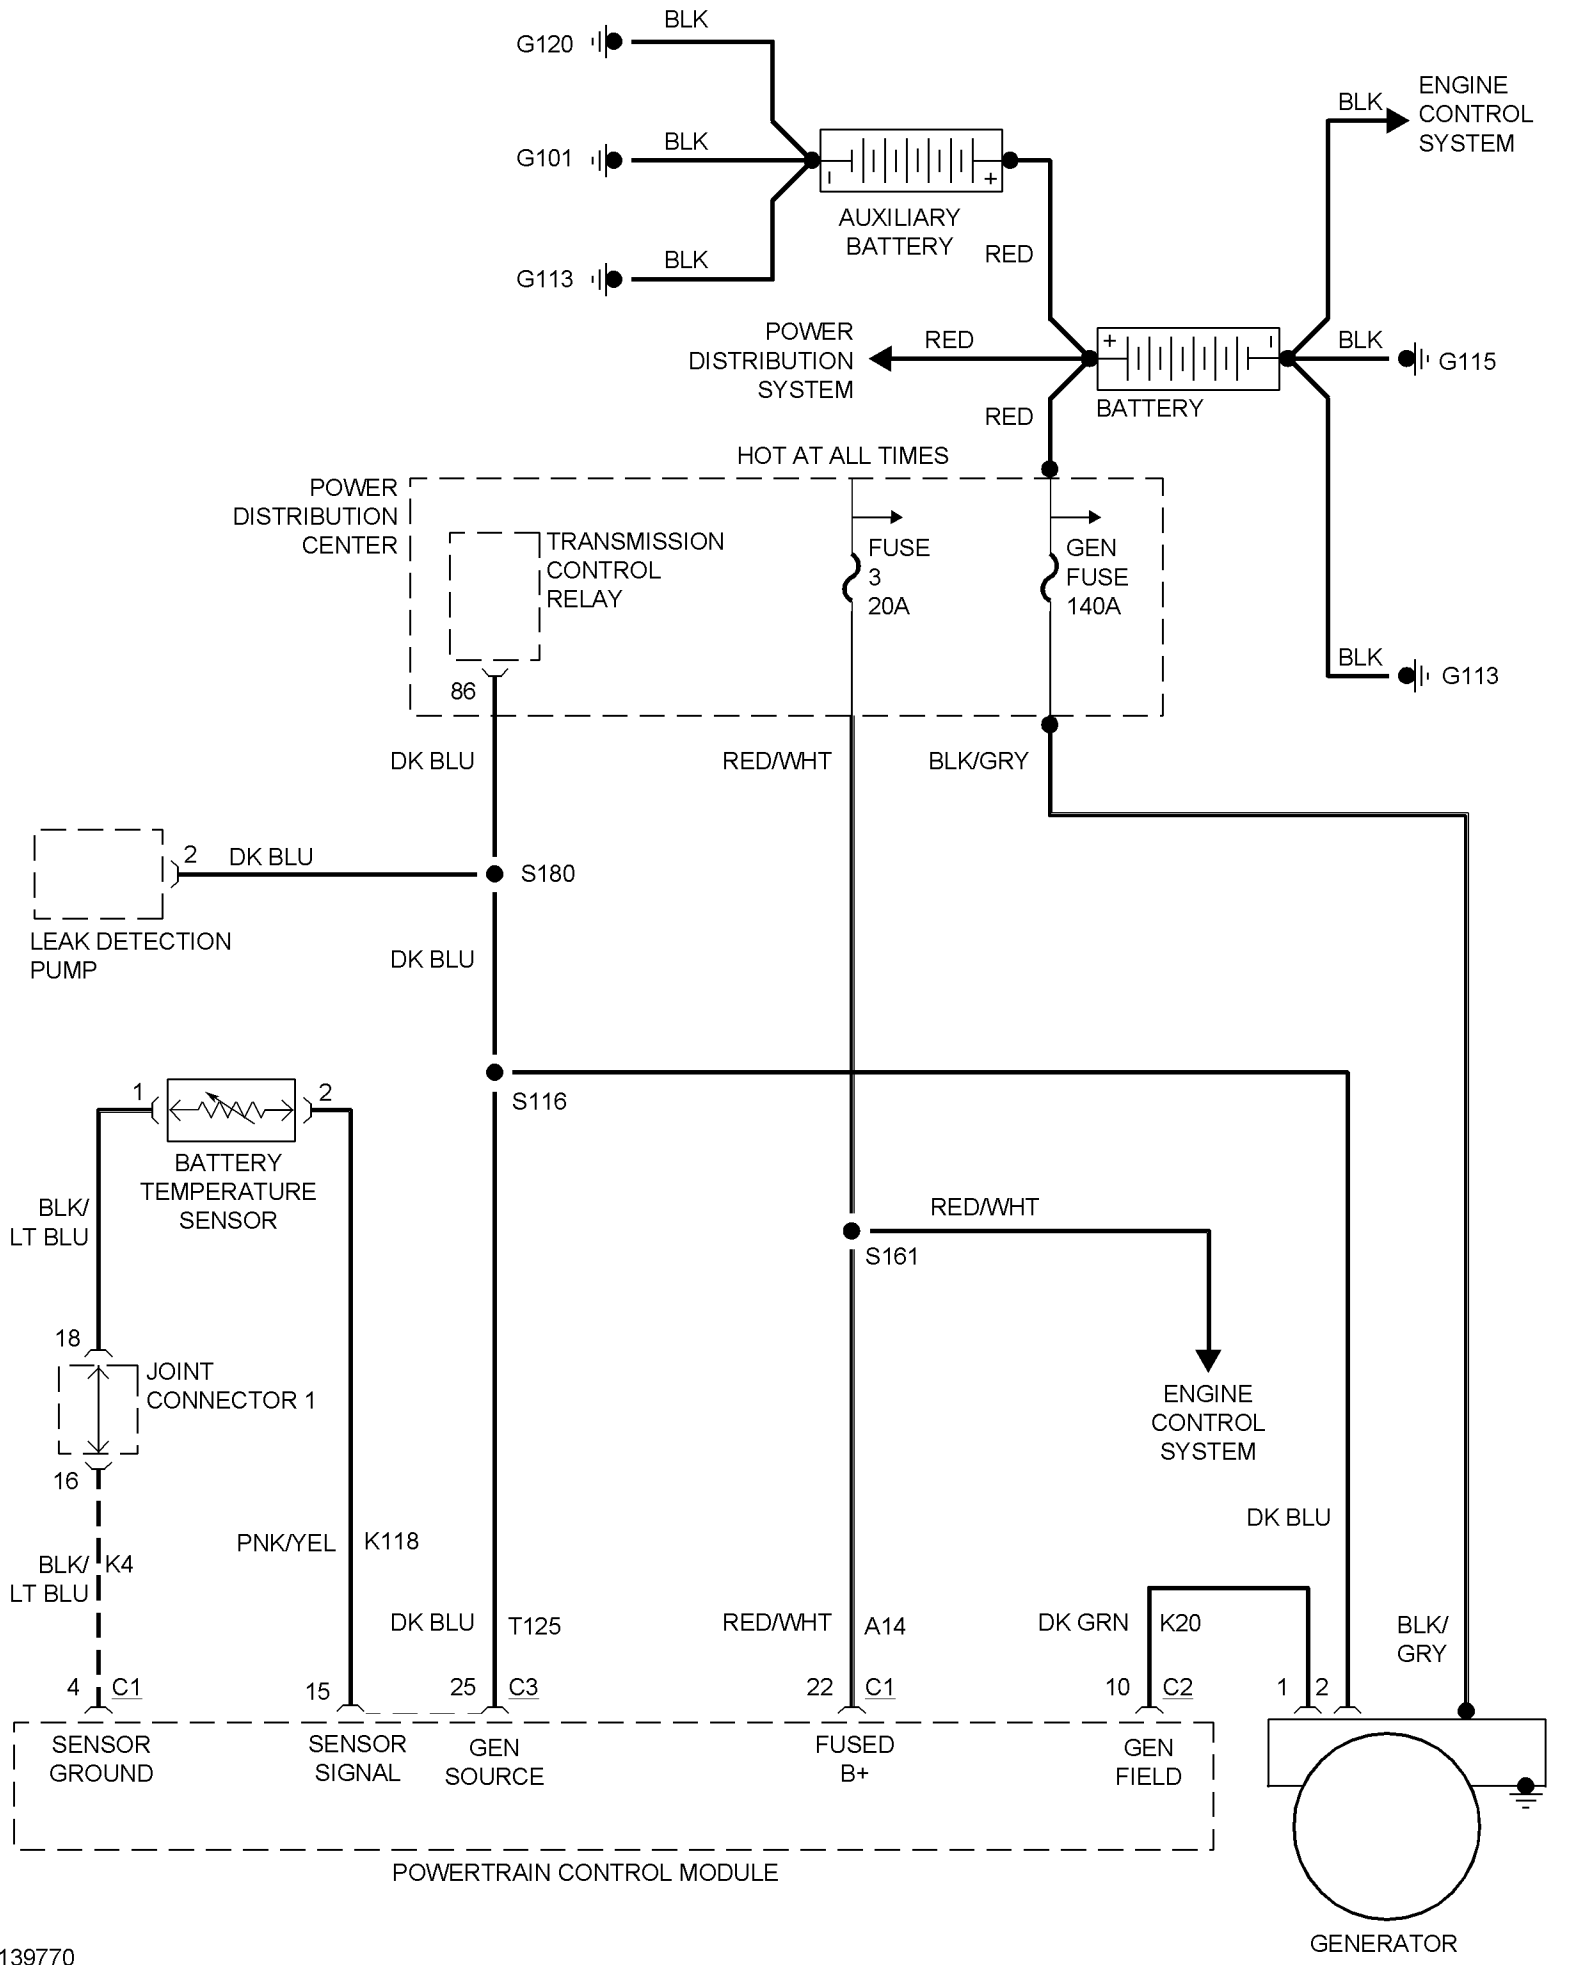 BLK
G120
ENGINE
CONTROL
SYSTEM
BLK
BLK
G101
AUXILIARY
BATTERY
BLK
G113
RED
POWER
DISTRIBUTION
SYSTEM
RED
BLK
G115
BATTERY
RED
HOT AT ALL TIMES
POWER
DISTRIBUTION
CENTER
TRANSMISSION
CONTROL
RELAY
FUSE
3
20A
GEN
FUSE
140A
BLK
G113
86
DK BLU
RED/WHT
BLK/GRY
2
DK BLU
S180
LEAK DETECTION
PUMP
DK BLU
1
2
S116
BATTERY
TEMPERATURE
SENSOR
BLK/
LT BLU
RED/WHT
S161
18
JOINT
CONNECTOR 1
ENGINE
CONTROL
SYSTEM
16
DK BLU
PNK/YEL
K118
BLK/
LT BLU
K4
DK BLU
T125
RED/WHT
A14
DK GRN
K20
BLK/
GRY
4
C1
15
25
C3
22
C1
10
C2
1
2
SENSOR
GROUND
SENSOR
SIGNAL
GEN
SOURCE
FUSED
B+
GEN
FIELD
POWERTRAIN CONTROL MODULE
GENERATOR
139770